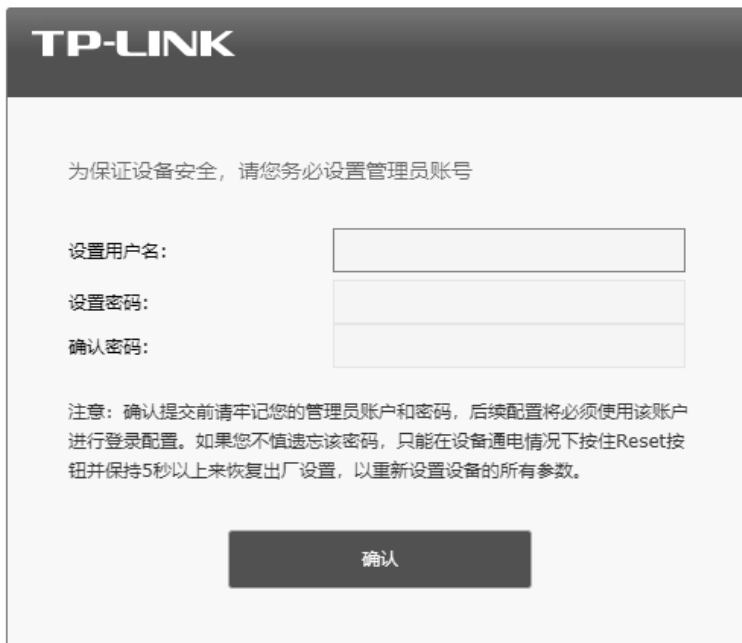 TP-LINK
为保证设备安全，请您务必设置管理员账号
设置用户名：
设置密码：
确认密码：
注意：确认提交前请牢记您的管理员账户和密码，后续配置将必须使用该账户
进行登录配置。如果您不慎遗忘该密码，只能在设备通电情况下按住Reset按
钮并保持5秒以上来恢复出厂设置，以重新设置设备的所有参数。
确认